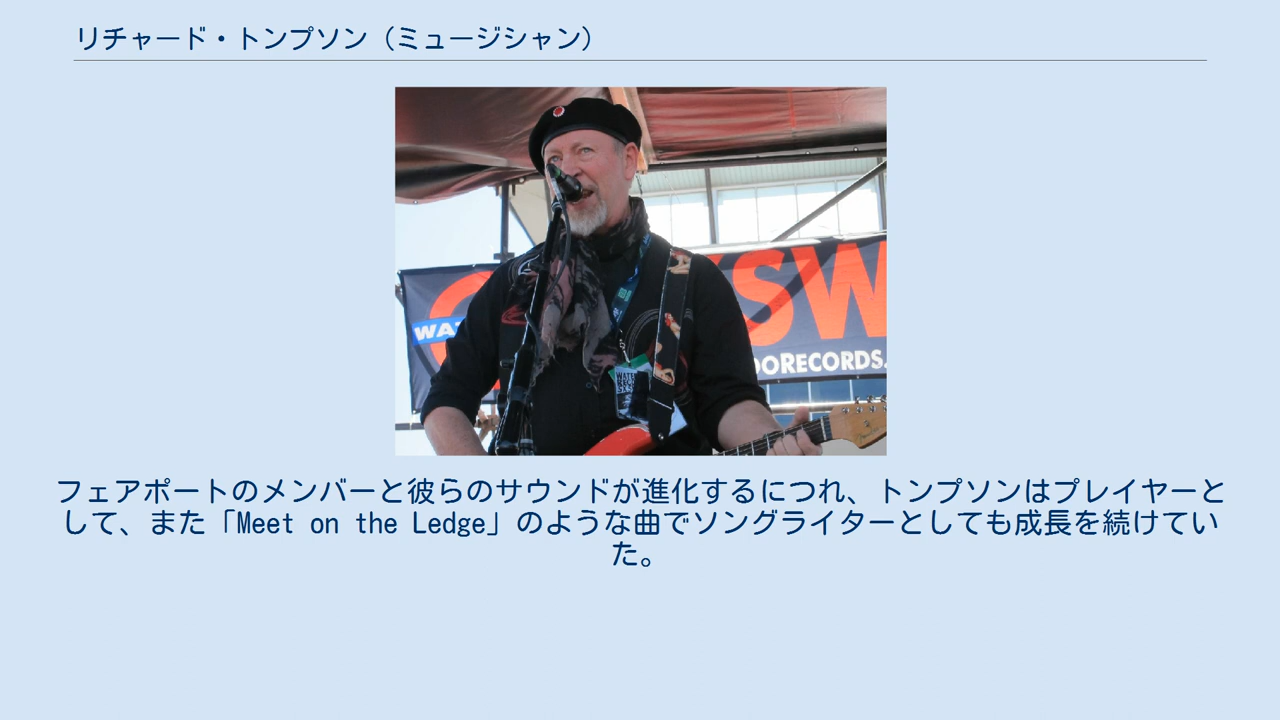 リチャード・トンプソン（ミュージシャン）
SW
WAT
DORECORDS.
フェアポートのメンバーと彼らのサウンドが進化するにつれ、トンプソンはプレイヤーと
して、また「Meet on the Ledge」のような曲でソングライターとしても成長を続けてい
た。